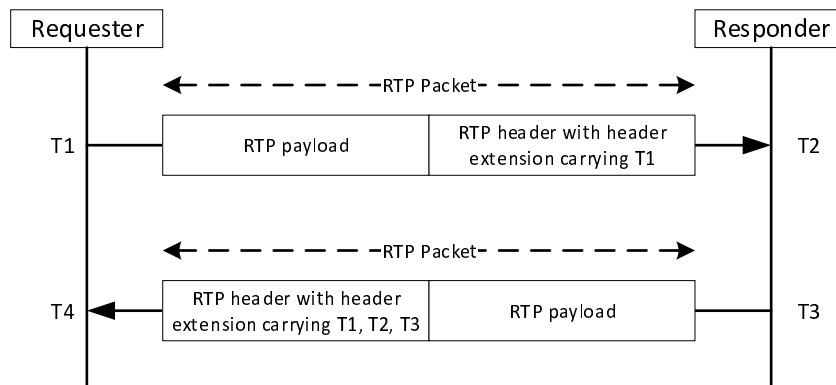 Requester
Responder
RTP Packet
T1
RTP payload
RTP header with header
extension carrying T1
T2
RTP Packet
T4
RTP header with header
extension carrying T1, T2, T3
RTP payload
T3